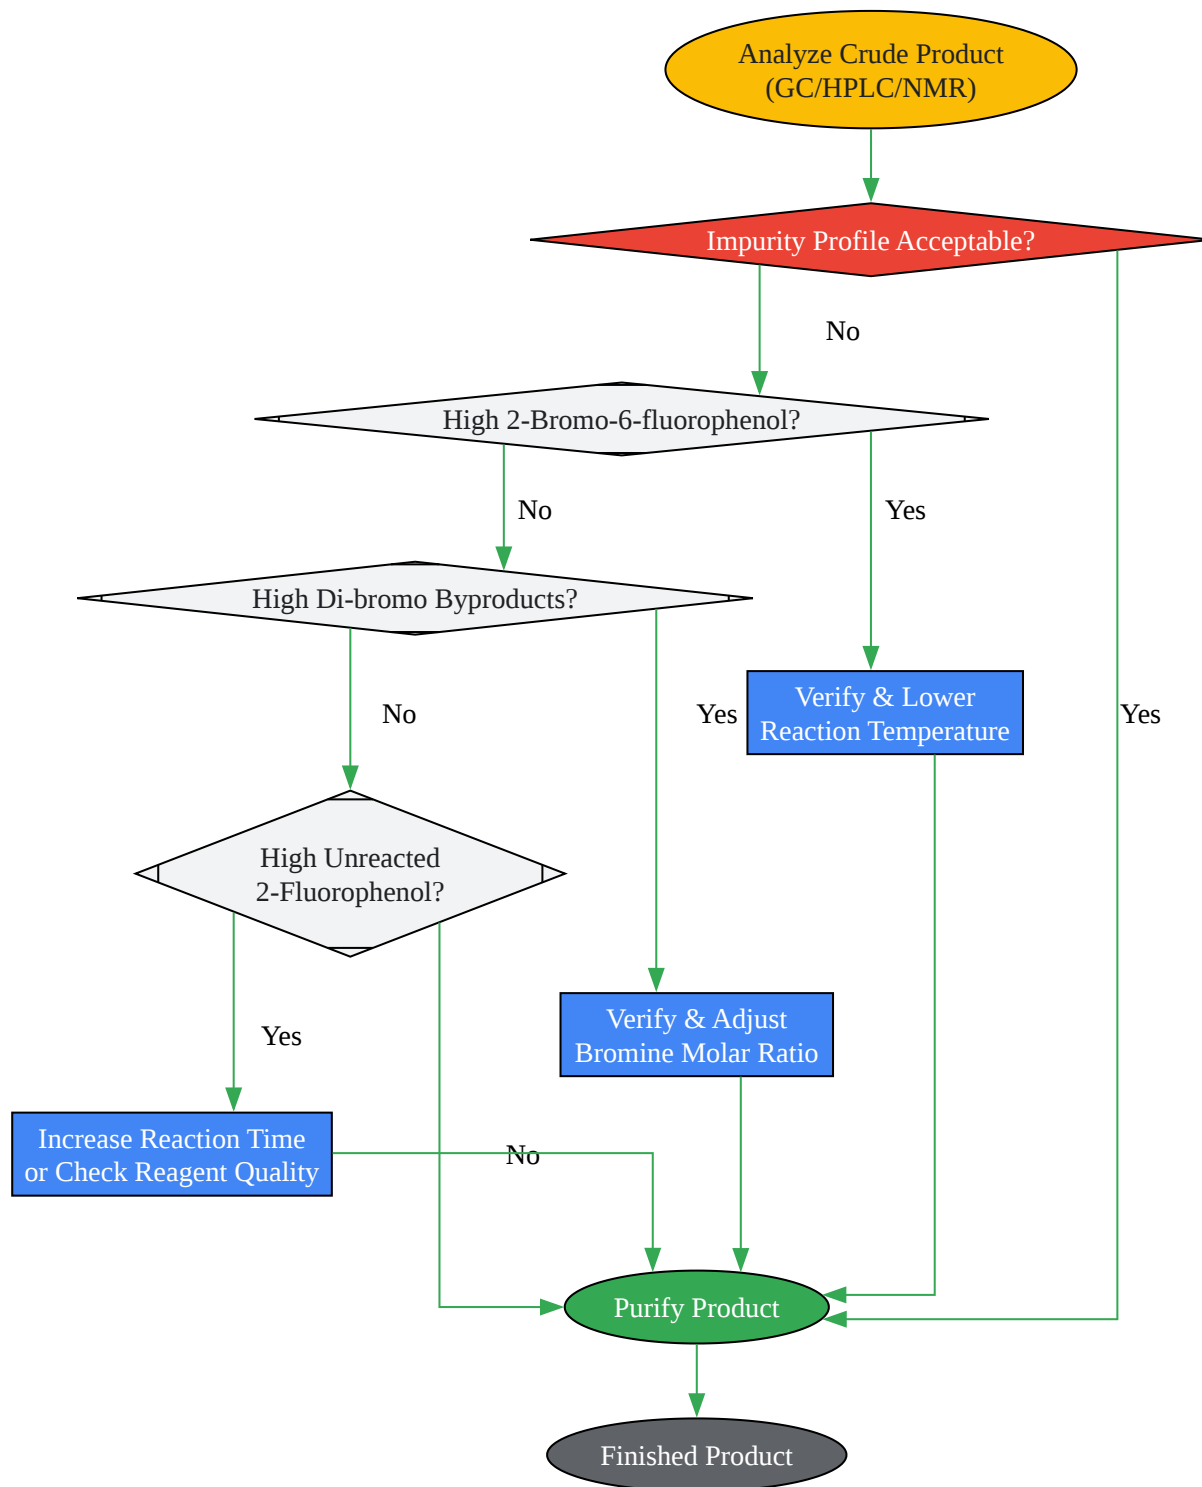 Analyze Crude Product
(GC/HPLC/NMR)
Impurity Profile Acceptable?
No
High 2-Bromo-6-fluorophenol?
No
Yes
High Di-bromo Byproducts?
Verify & Lower
Reaction Temperature
No
Yes
Yes
High Unreacted
2-Fluorophenol?
Verify & Adjust
Bromine Molar Ratio
Yes
Increase Reaction Time
or Check Reagent Quality
No
Purify Product
Finished Product